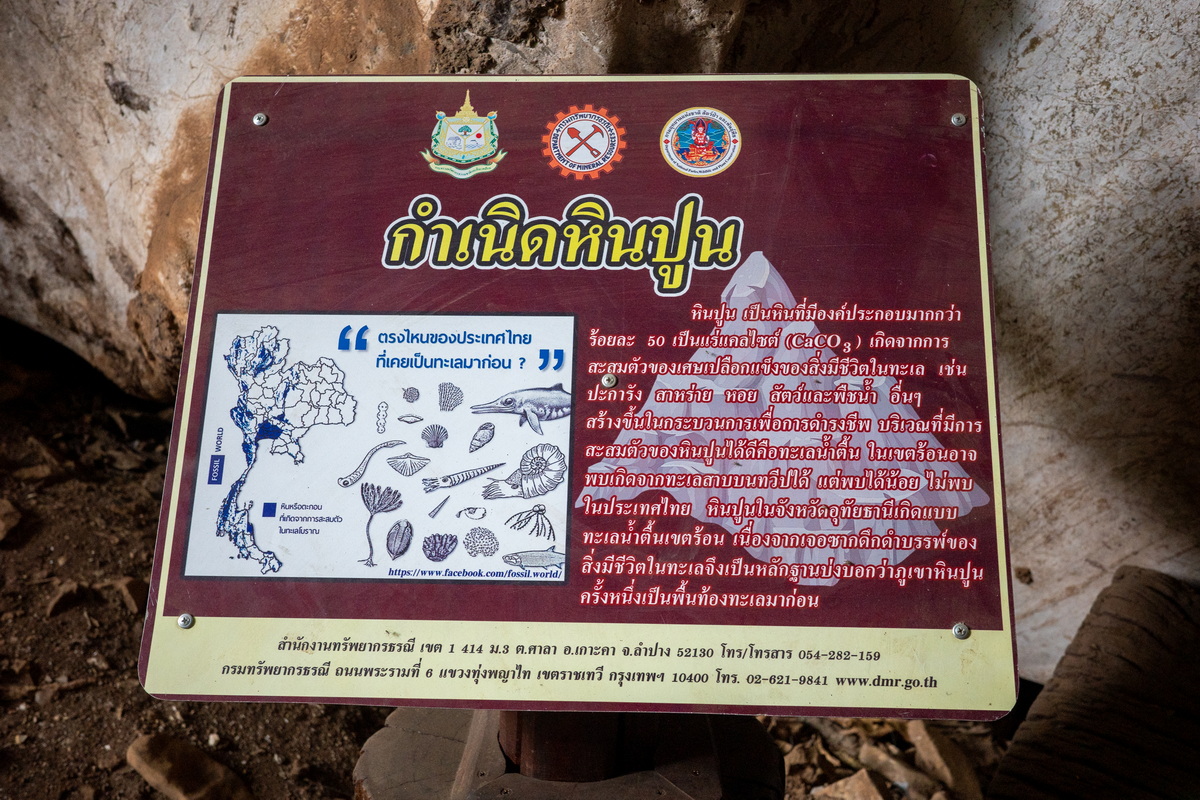 กรมทรัพยากรธรณี
DEPARTMENT OF MINERAL RESOURCES
กำเนิดหินปูน
“ ตรงไหนของประเทศไทย
ที่เคยเป็นทะเลมาก่อน ? ”
FOSSIL WORLD
หินหรือตะกอน
ที่เกิดจากการสะสมตัว
ในทะเลโบราณ
https://www.facebook.com/fossil.world/
หินปูน เป็นหินที่มีองค์ประกอบมากกว่า
ร้อยละ 50 เป็นแร่แคลไซต์ (CaCO3) เกิดจากการ
สะสมตัวของเศษเปลือกแข็งของสิ่งมีชีวิตในทะเล เช่น
ปะการัง สาหร่าย หอย สัตว์และพืชน้ำ อื่นๆ
สร้างขึ้นในกระบวนการเพื่อการดำรงชีพ บริเวณที่มีการ
สะสมตัวของหินปูนได้ดีคือทะเลน้ำตื้น ในเขตร้อนอาจ
พบเกิดจากทะเลสาบบนทวีปได้ แต่พบได้น้อย ไม่พบ
ในประเทศไทย หินปูนในจังหวัดอุทัยธานีเกิดแบบ
ทะเลน้ำตื้นเขตร้อน เนื่องจากเจอซากดึกดำบรรพ์ของ
สิ่งมีชีวิตในทะเลจึงเป็นหลักฐานบ่งบอกว่าภูเขาหินปูน
ครั้งหนึ่งเป็นพื้นท้องทะเลมาก่อน
สำนักงานทรัพยากรธรณี เขต 1 414 ม.3 ต.ศาลา อ.เกาะคา จ.ลำปาง 52130 โทร/โทรสาร 054-282-159
กรมทรัพยากรธรณี ถนนพระรามที่ 6 แขวงทุ่งพญาไท เขตราชเทวี กรุงเทพฯ 10400 โทร. 02-621-9841 www.dmr.go.th